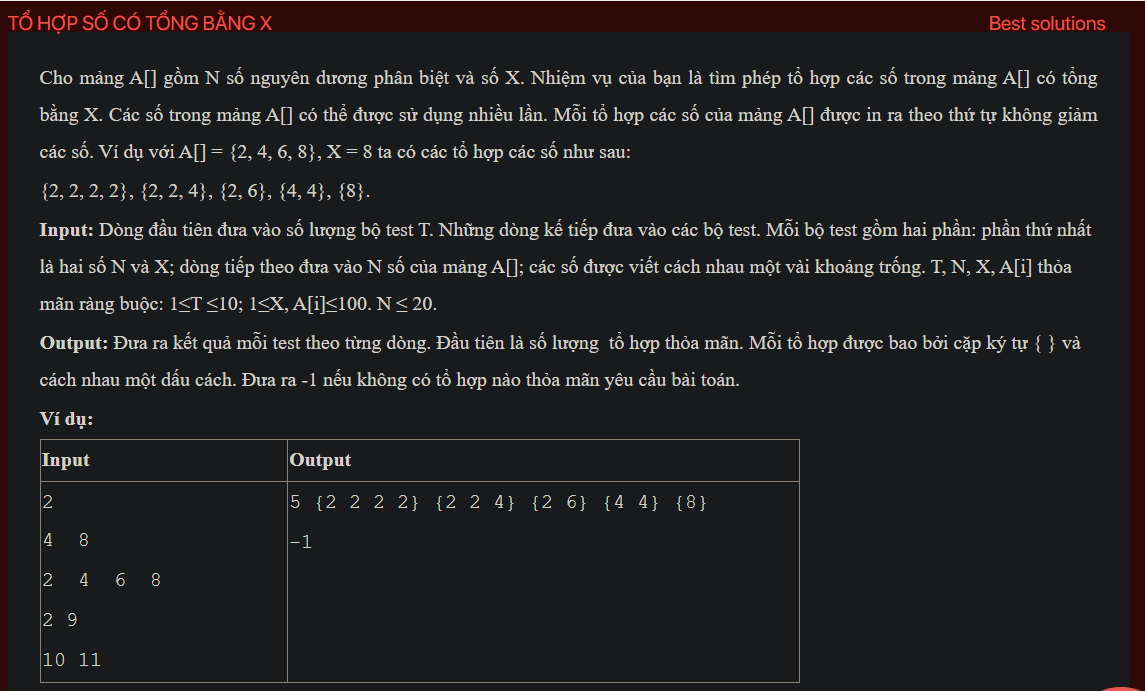 TỔ HỢP SỐ CÓ TỔNG BẰNG X
Best solutions
Cho mảng A[] gồm N số nguyên dương phân biệt và số X. Nhiệm vụ của bạn là tìm phép tổ hợp các số trong mảng A[] có tổng
bằng X. Các số trong mảng A[] có thể được sử dụng nhiều lần. Mỗi tổ hợp các số của mảng A[] được in ra theo thứ tự không giảm
các số. Ví dụ với A[] = {2, 4, 6, 8}, X = 8 ta có các tổ hợp các số như sau:
{2, 2, 2, 2}, {2, 2, 4}, {2, 6}, {4, 4}, {8}.
Input: Dòng đầu tiên đưa vào số lượng bộ test T. Những dòng kế tiếp đưa vào các bộ test. Mỗi bộ test gồm hai phần: phần thứ nhất
là hai số N và X; dòng tiếp theo đưa vào N số của mảng A[]; các số được viết cách nhau một vài khoảng trống. T, N, X, A[i] thỏa
mãn ràng buộc: 1≤T ≤10; 1≤X, A[i]≤100. N ≤ 20.
Output: Đưa ra kết quả mỗi test theo từng dòng. Đầu tiên là số lượng  tổ hợp thỏa mãn. Mỗi tổ hợp được bao bởi cặp ký tự { } và
cách nhau một dấu cách. Đưa ra -1 nếu không có tổ hợp nào thỏa mãn yêu cầu bài toán.
Ví dụ:
Input
Output
2
4  8
2  4  6  8
2 9
10 11
5 {2 2 2 2} {2 2 4} {2 6} {4 4} {8}
-1